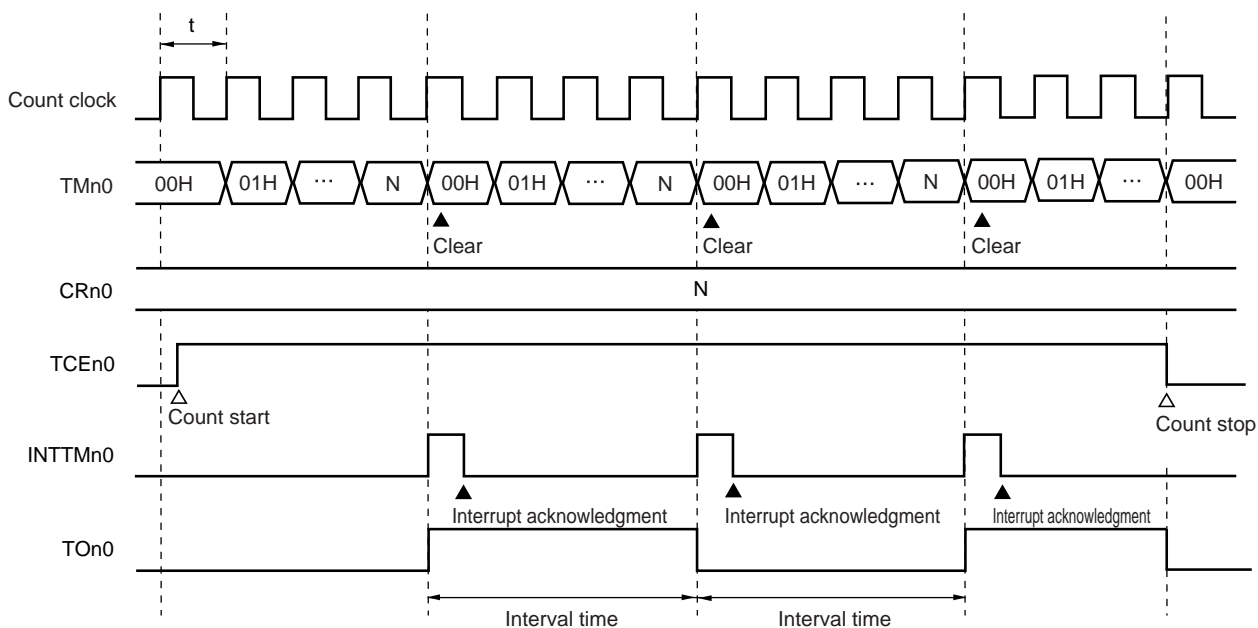 t
Count clock
TMn0 00H 01H ... N 00H 01H ... N 00H 01H ... N 00H 01H ... 00H
Clear Clear Clear
CRn0 N
TCEn0
Count start Count stop
INTTMn0
Interrupt acknowledgment Interrupt acknowledgment Interrupt acknowledgment
TOn0
Interval time Interval time